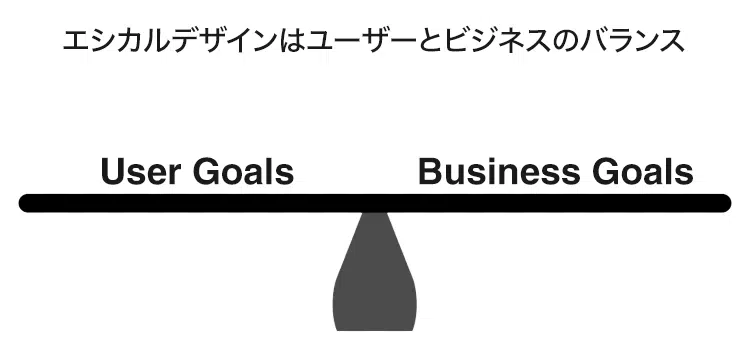 エシカルデザインはユーザーとビジネスのバランス
User Goals
Business Goals